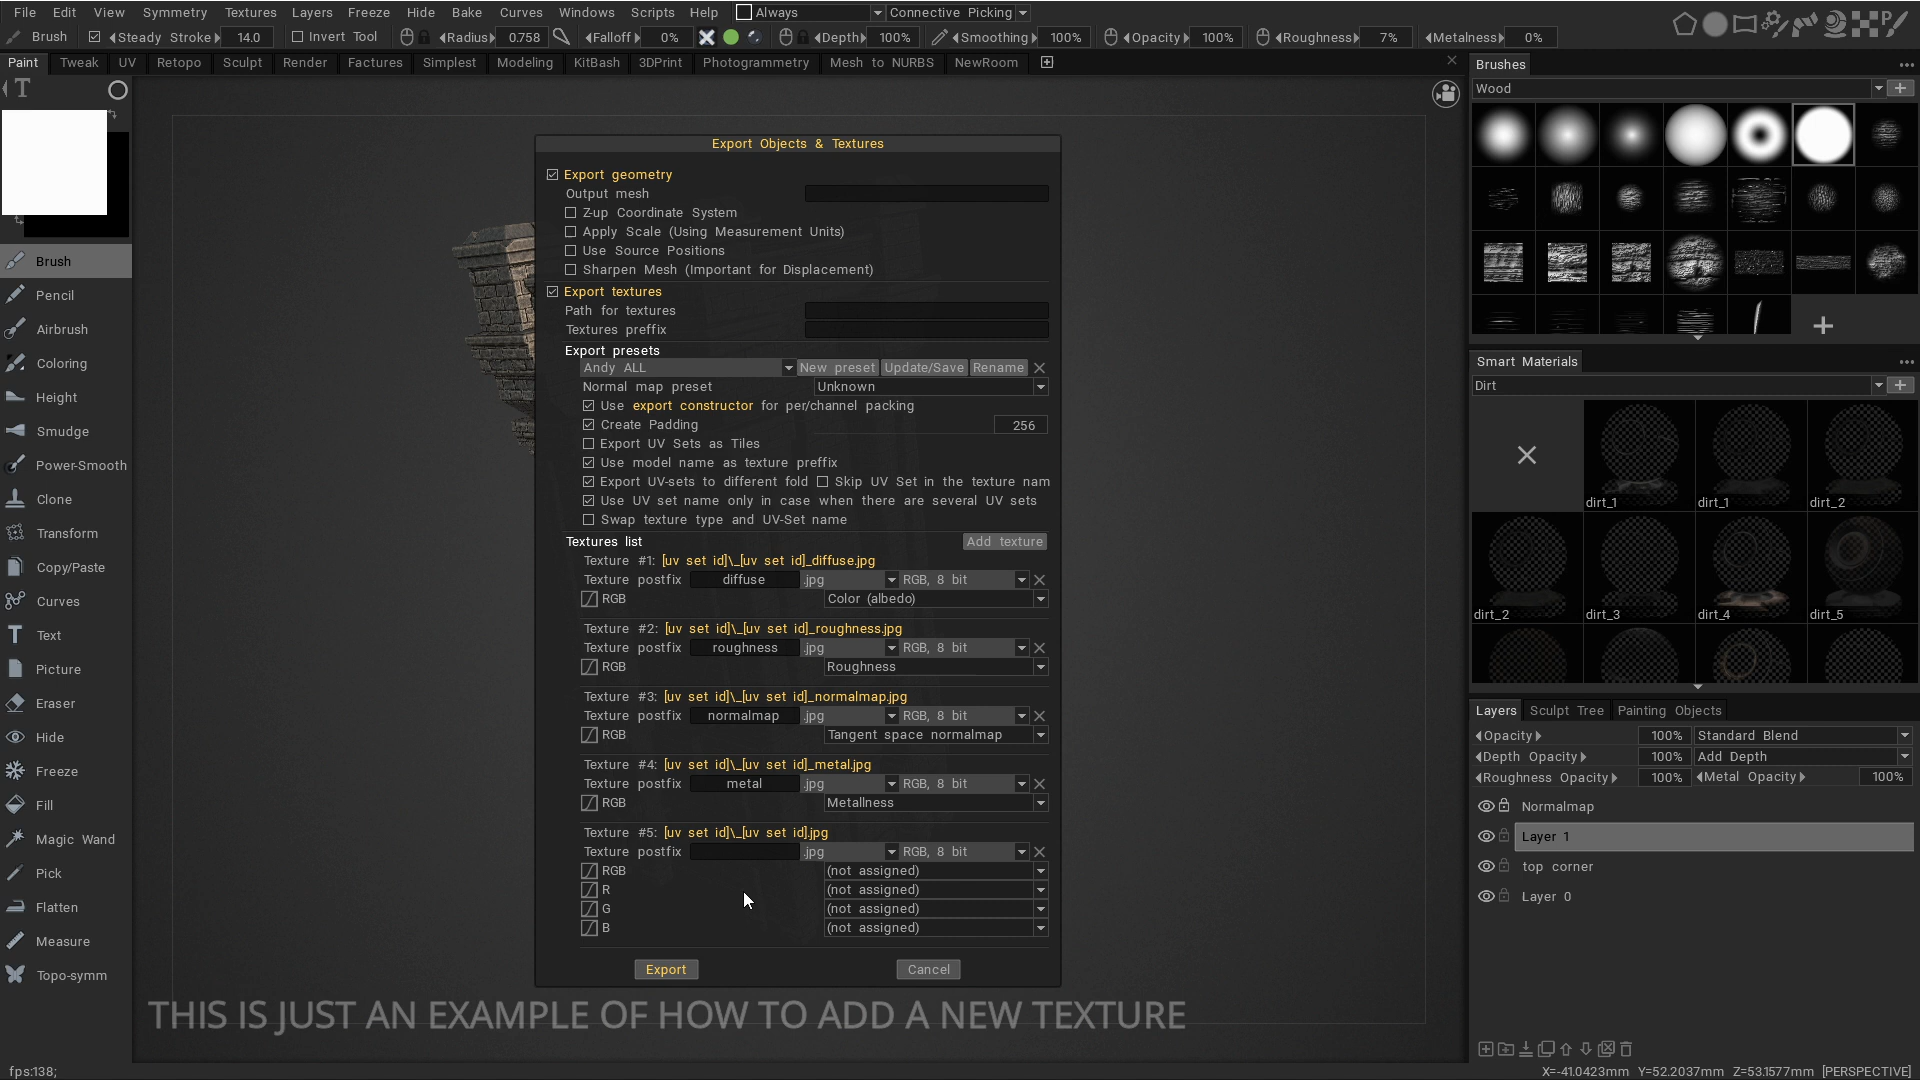 File Edit View Symmetry Textures Layers Freeze Hide Bake Curves Windows Scripts Help Always Connective Picking
Brush Steady Stroke 14.0 Invert Tool Radius 0.758 Falloff 0% Depth 100% Smoothing 100% Opacity 100% Roughness 7% Metalness 0%
Paint Tweak UV Retopo Sculpt Render Factures Simplest Modeling KitBash 3DPrint Photogrammetry Mesh to NURBS NewRoom
Brush
Pencil
Airbrush
Coloring
Height
Smudge
Power-Smooth
Clone
Transform
Copy/Paste
Curves
Text
Picture
Eraser
Hide
Freeze
Fill
Magic Wand
Pick
Flatten
Measure
Topo-symm
Export Objects & Textures
Export geometry
Output mesh
Z-up Coordinate System
Apply Scale (Using Measurement Units)
Use Source Positions
Sharpen Mesh (Important for Displacement)
Export textures
Path for textures
Textures preffix
Export presets
Andy ALL New preset Update/Save Rename
Normal map preset Unknown
Use export constructor for per/channel packing
Create Padding 256
Export UV Sets as Tiles
Use model name as texture preffix
Export UV-sets to different fold Skip UV Set in the texture nam
Use UV set name only in case when there are several UV sets
Swap texture type and UV-Set name
Textures list Add texture
Texture #1: [uv set id]\_[uv set id]_diffuse.jpg
Texture postfix diffuse .jpg RGB, 8 bit
RGB Color (albedo)
Texture #2: [uv set id]\_[uv set id]_roughness.jpg
Texture postfix roughness .jpg RGB, 8 bit
RGB Roughness
Texture #3: [uv set id]\_[uv set id]_normalmap.jpg
Texture postfix normalmap .jpg RGB, 8 bit
RGB Tangent space normalmap
Texture #4: [uv set id]\_[uv set id]_metal.jpg
Texture postfix metal .jpg RGB, 8 bit
RGB Metallness
Texture #5: [uv set id]\_[uv set id].jpg
Texture postfix .jpg RGB, 8 bit
RGB (not assigned)
R (not assigned)
G (not assigned)
B (not assigned)
Export Cancel
THIS IS JUST AN EXAMPLE OF HOW TO ADD A NEW TEXTURE
Brushes
Wood
Smart Materials
Dirt
dirt_1 dirt_1 dirt_2
dirt_2 dirt_3 dirt_4 dirt_5
Layers Sculpt Tree Painting Objects
Opacity 100% Standard Blend
Depth Opacity 100% Add Depth
Roughness Opacity 100% Metal Opacity 100%
Normalmap
Layer 1
top corner
Layer 0
fps:138; X=-41.0423mm Y=52.2037mm Z=53.1577mm [PERSPECTIVE]